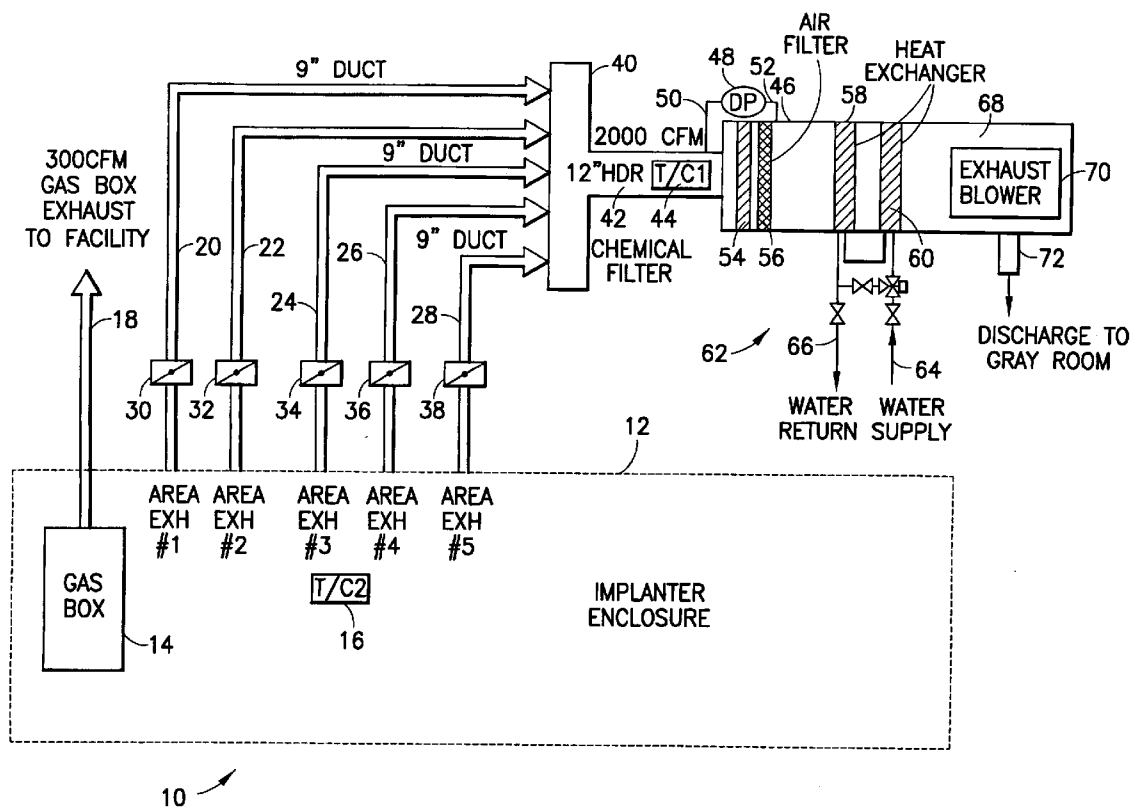 9" DUCT
40
48
52
AIR
FILTER
HEAT
EXCHANGER
50
DP
46
58
68
2000 CFM
9" DUCT
12"HDR
T/C1
42
44
EXHAUST
BLOWER
70
300CFM
GAS BOX
EXHAUST
TO FACILITY
20
22
26
9" DUCT
CHEMICAL
FILTER
54
56
60
72
18
24
28
62
66
64
DISCHARGE TO
GRAY ROOM
30
32
34
36
38
WATER
RETURN
WATER
SUPPLY
12
AREA
EXH
#1
AREA
EXH
#2
AREA
EXH
#3
AREA
EXH
#4
AREA
EXH
#5
GAS
BOX
T/C2
IMPLANTER
ENCLOSURE
14
16
10